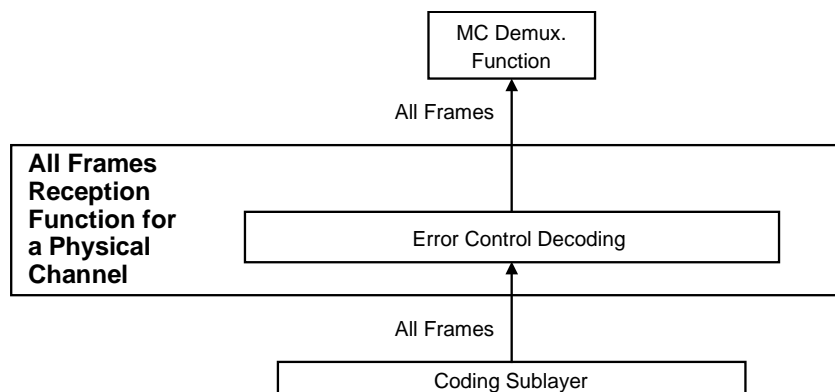 MC Demux.
Function
All Frames
All Frames
Reception
Function for
a Physical
Channel
Error Control Decoding
All Frames
Coding Sublayer